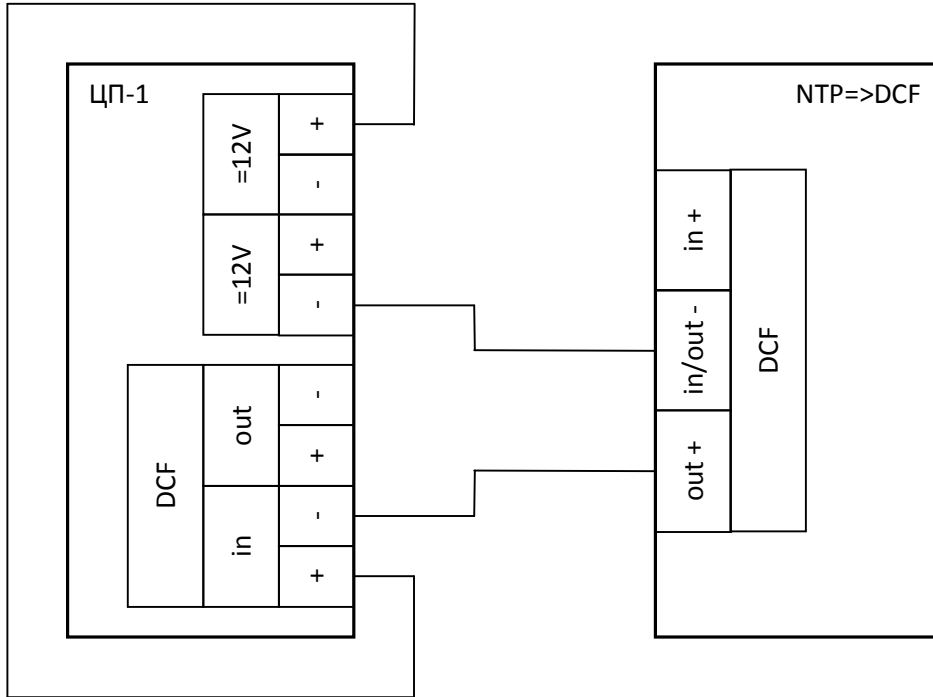 ЦП-1
=12V
+
-
=12V
+
-
DCF
out
-
+
in
-
+
NTP=>DCF
in +
in/out -
out +
DCF